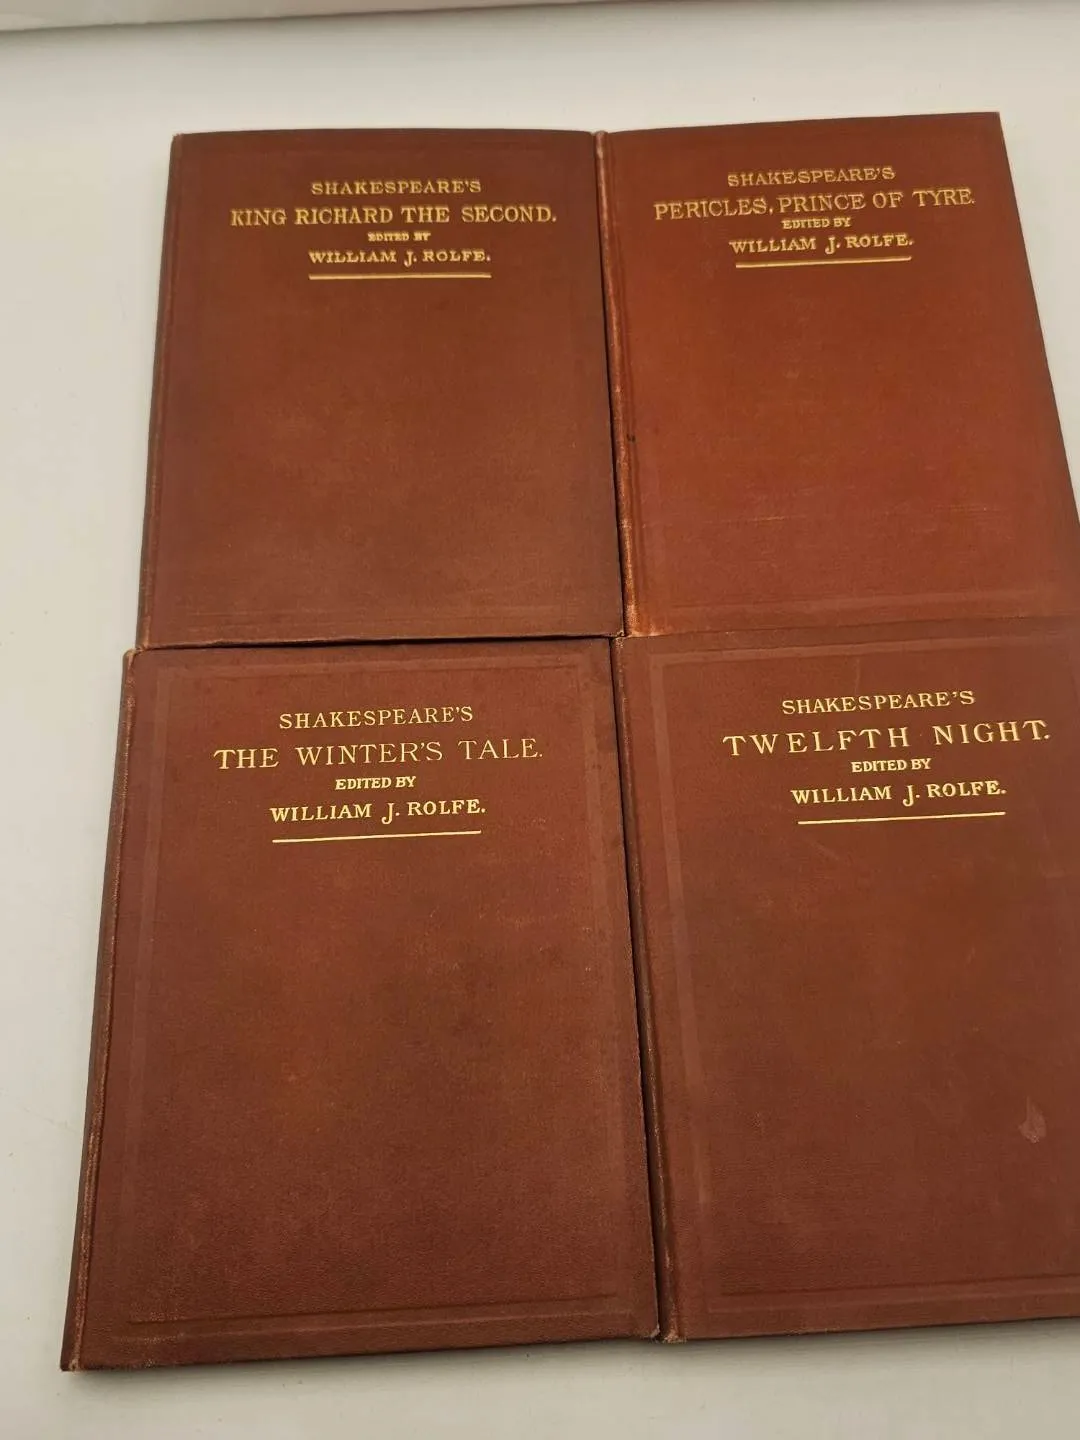 SHAKESPEARE'S
KING RICHARD THE SECOND.
EDITED BY
WILLIAM J. ROLFE.
SHAKESPEARE'S
PERICLES, PRINCE OF TYRE.
EDITED BY
WILLIAM J. ROLFE.
SHAKESPEARE'S
THE WINTER'S TALE.
EDITED BY
WILLIAM J. ROLFE.
SHAKESPEARE'S
TWELFTH NIGHT.
EDITED BY
WILLIAM J. ROLFE.